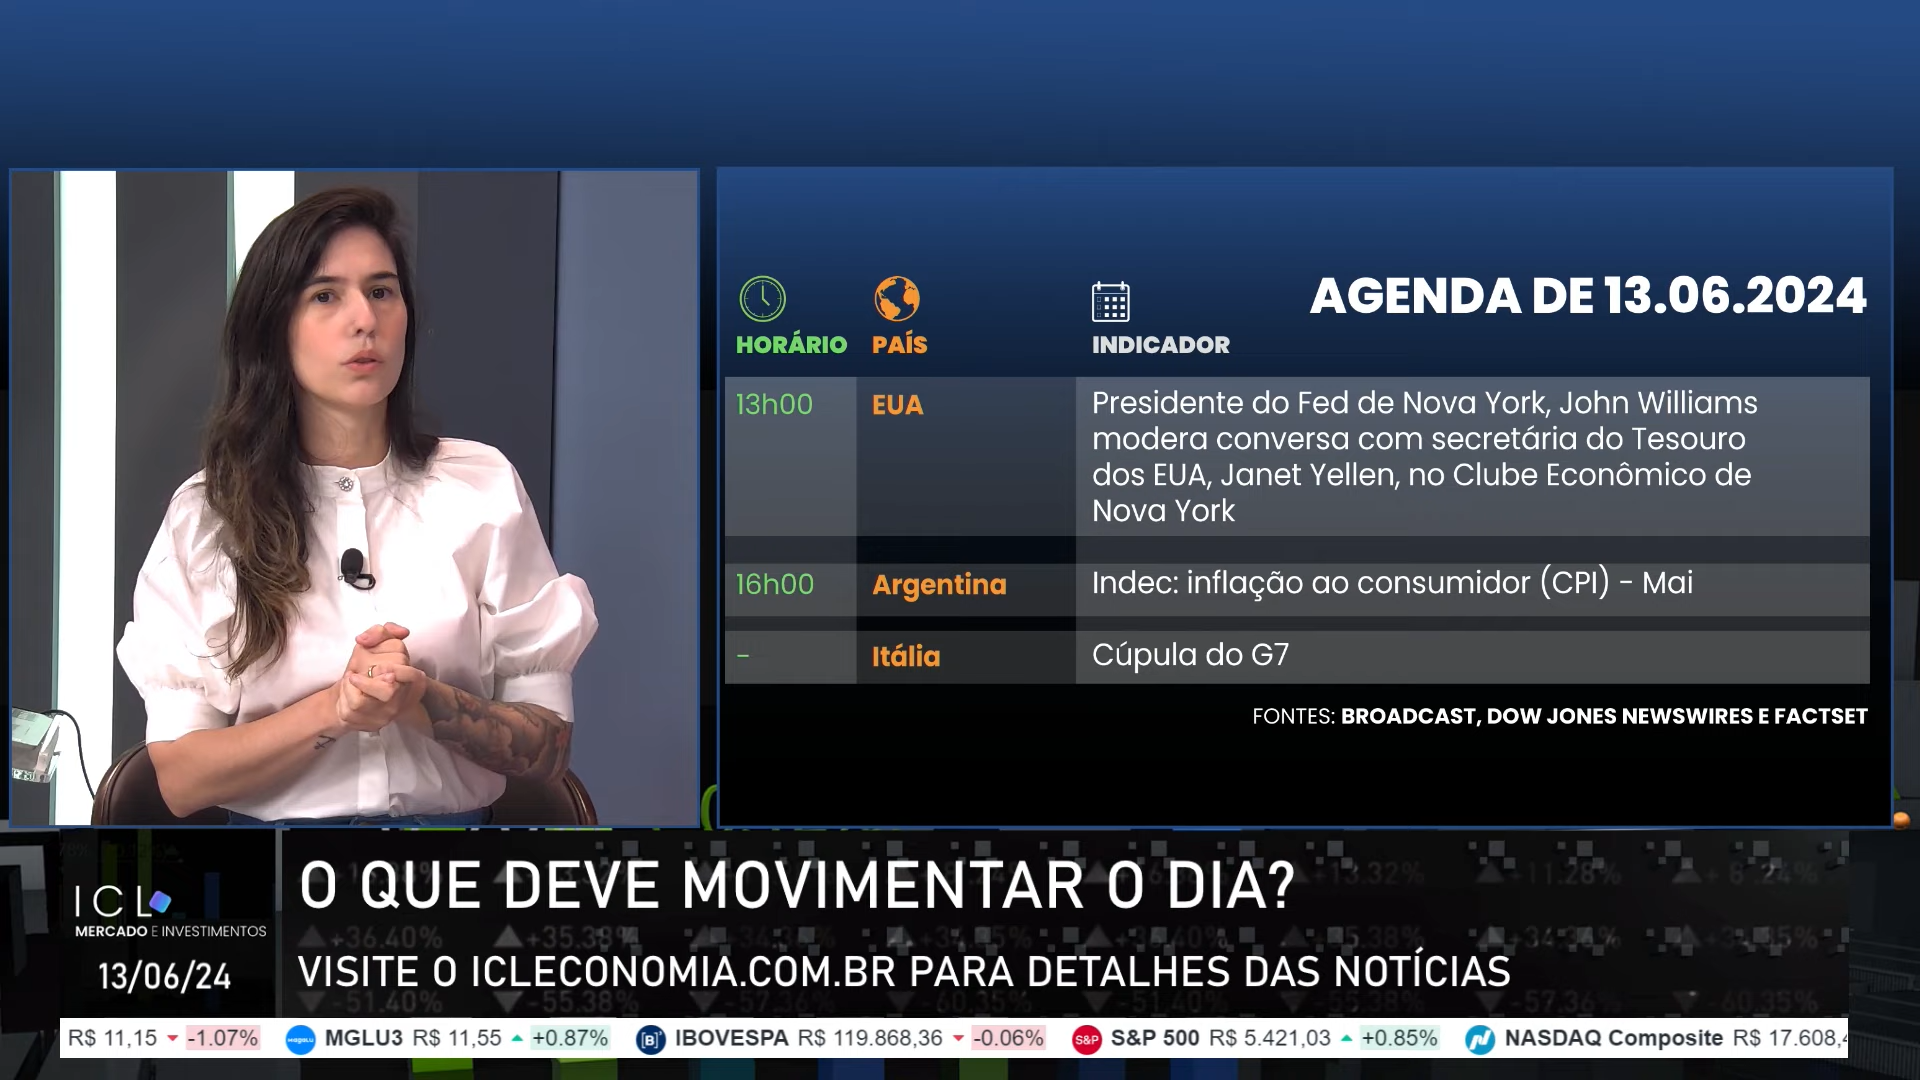 AGENDA DE 13.06.2024
HORÁRIO
PAÍS
INDICADOR
13h00
EUA
Presidente do Fed de Nova York, John Williams
modera conversa com secretária do Tesouro
dos EUA, Janet Yellen, no Clube Econômico de
Nova York
16h00
Argentina
Indec: inflação ao consumidor (CPI) - Mai
-
Itália
Cúpula do G7
FONTES: BROADCAST, DOW JONES NEWSWIRES E FACTSET
O QUE DEVE MOVIMENTAR O DIA?
ICL
MERCADO E INVESTIMENTOS
13/06/24
VISITE O ICLECONOMIA.COM.BR PARA DETALHES DAS NOTÍCIAS
R$ 11,15 -1.07% MGLU3 R$ 11,55 +0.87% [B]³ IBOVESPA R$ 119.868,36 -0.06% S&P S&P 500 R$ 5.421,03 +0.85% NASDAQ Composite R$ 17.608,4